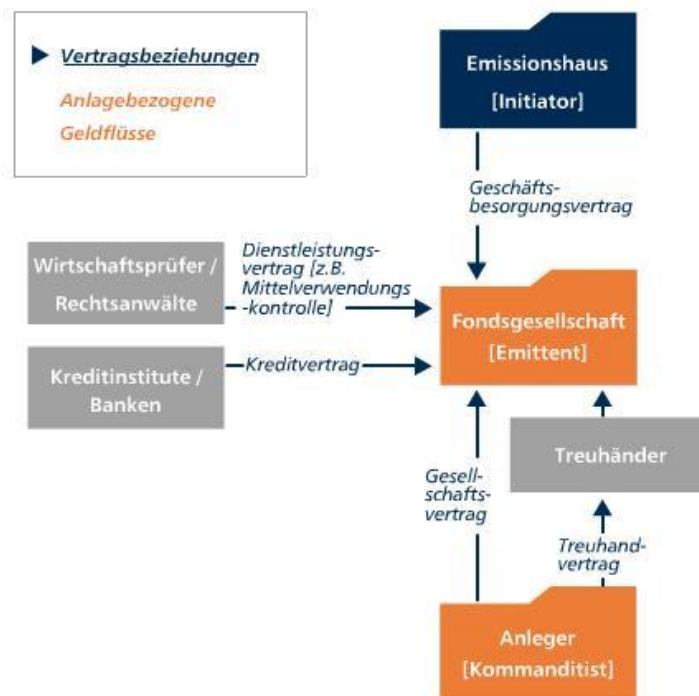 Vertragsbeziehungen
Anlagebezogene
Geldflüsse
Emissionshaus
[Initiator]
Geschäfts-
besorgungsvertrag
Wirtschaftsprüfer /
Rechtsanwälte
Dienstleistungs-
vertrag [z.B.
Mittelverwendungs
-kontrolle]
Fondsgesellschaft
[Emittent]
Kreditinstitute /
Banken
Kreditvertrag
Treuhänder
Gesell-
schafts-
vertrag
Treuhand-
vertrag
Anleger
[Kommanditist]